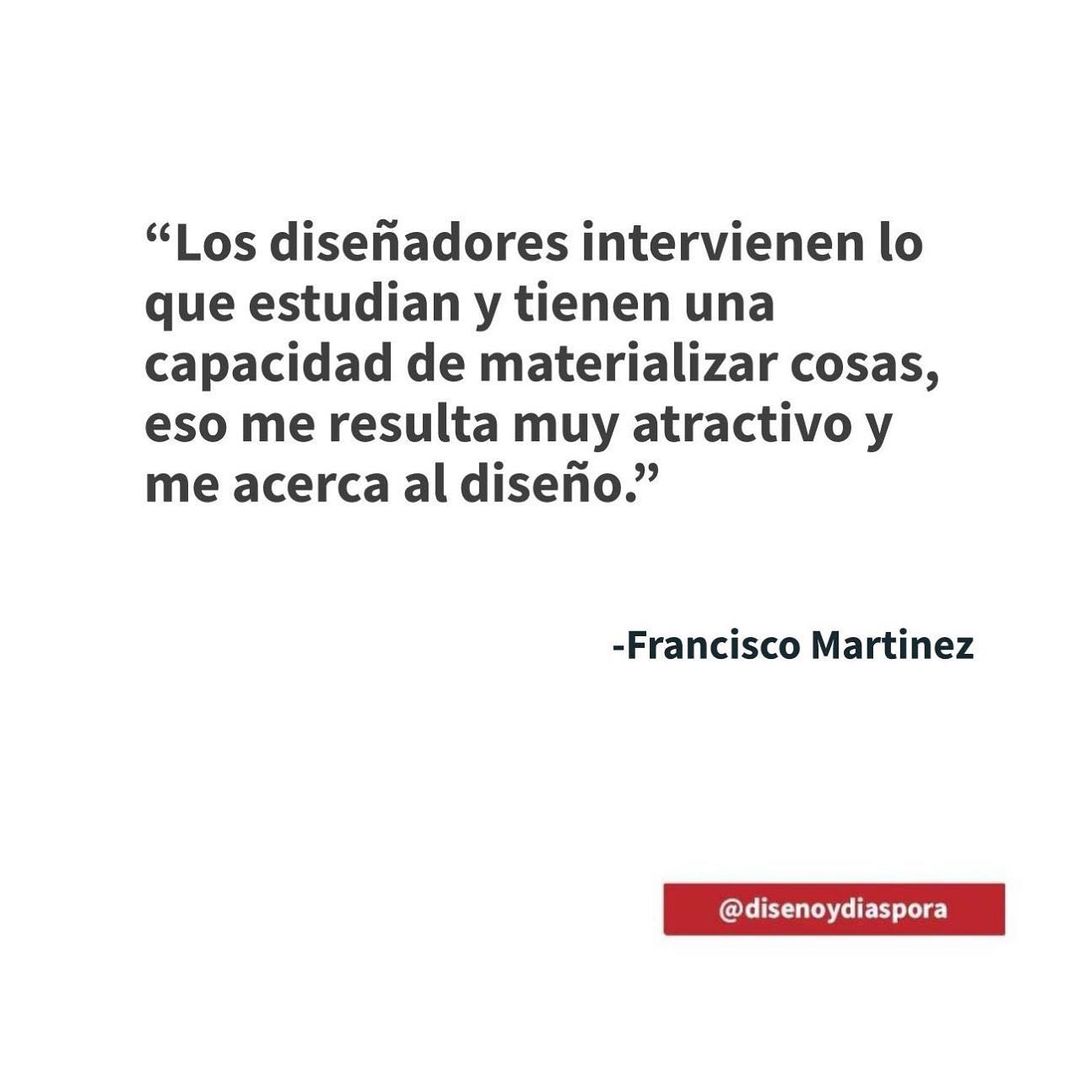 “Los diseñadores intervienen lo
que estudian y tienen una
capacidad de materializar cosas,
eso me resulta muy atractivo y
me acerca al diseño.”
-Francisco Martinez
@disenoydiaspora